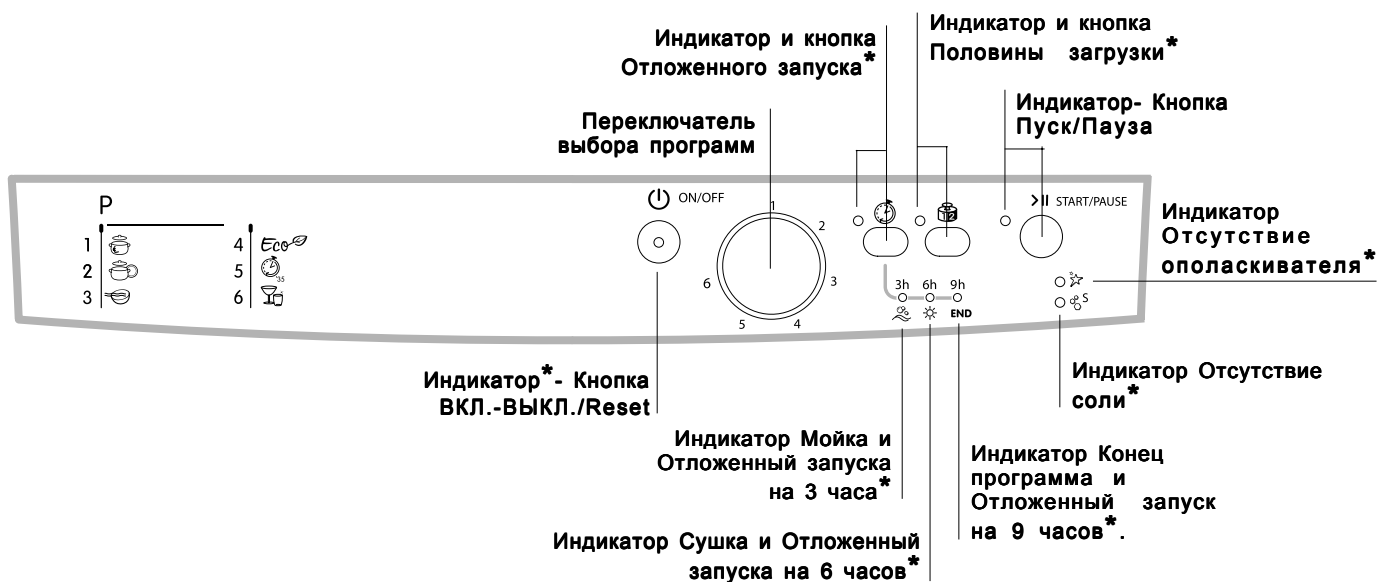 Индикатор и кнопка
Отложенного запуска*
Индикатор и кнопка
Половины загрузки*
Переключатель
выбора программ
Индикатор- Кнопка
Пуск/Пауза
P
1
2
3
4 Eco
5 35
6
ON/OFF
1
2
3
4
5
6
START/PAUSE
3h 6h 9h
END
S
Индикатор
Отсутствие
ополаскивателя*
Индикатор*- Кнопка
ВКЛ.-ВЫКЛ./Reset
Индикатор Отсутствие
соли*
Индикатор Мойка и
Отложенный запуска
на 3 часа*
Индикатор Конец
программа и
Отложенный запуск
на 9 часов*.
Индикатор Сушка и Отложенный
запуска на 6 часов*